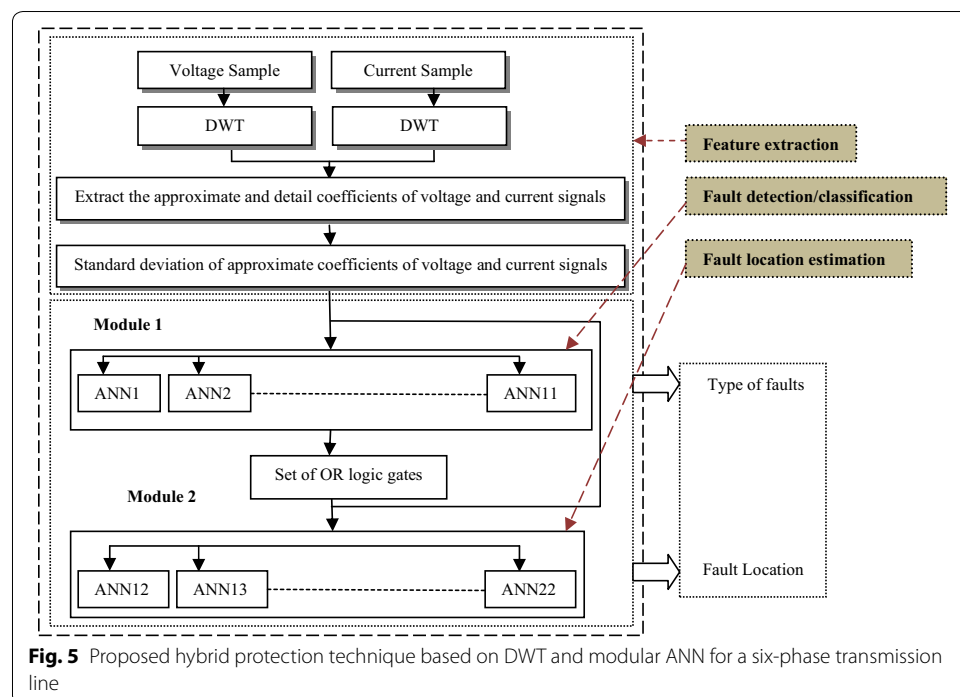 Voltage Sample
Current Sample
DWT
DWT
Feature extraction
Extract the approximate and detail coefficients of voltage and current signals
Fault detection/classification
Standard deviation of approximate coefficients of voltage and current signals
Fault location estimation
Module 1
ANN1
ANN2
ANN11
Type of faults
Set of OR logic gates
Module 2
ANN12
ANN13
ANN22
Fault Location
Fig. 5 Proposed hybrid protection technique based on DWT and modular ANN for a six-phase transmission
line